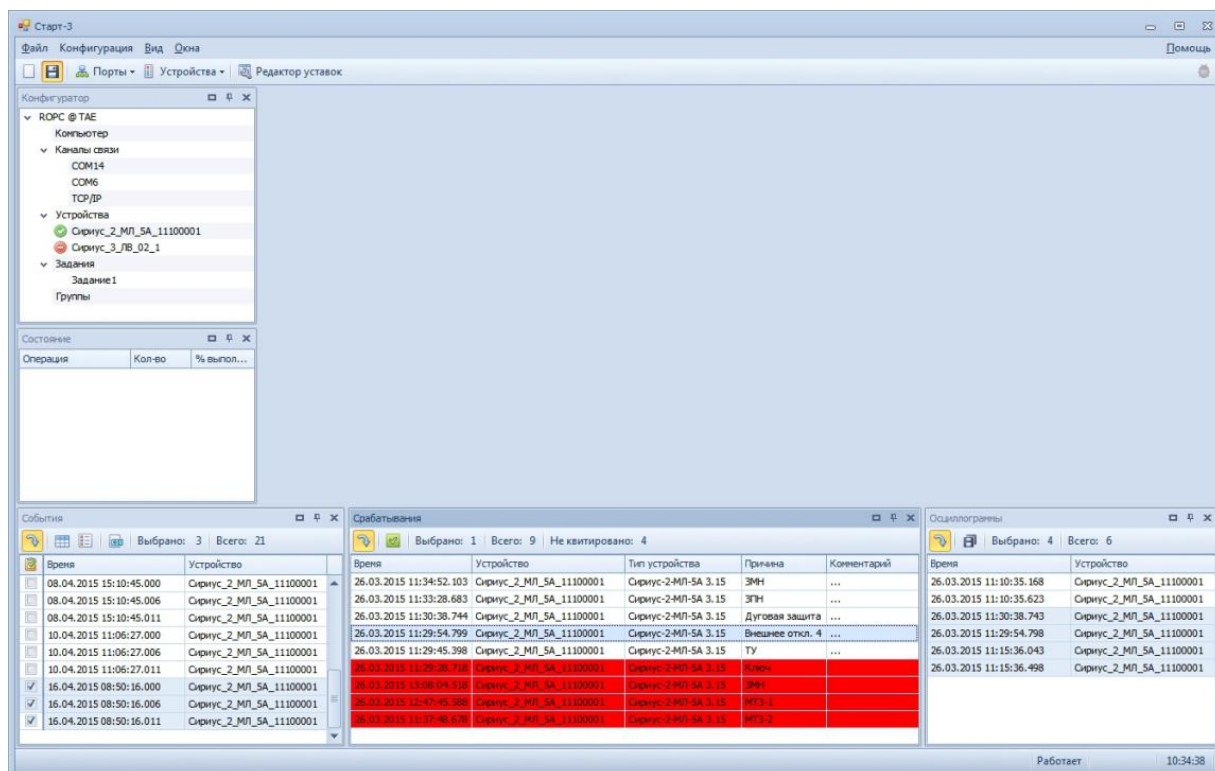 Старт-3
Файл Конфигурация Вид Окна Помощь
Порты Устройства Редактор уставок
Конфигуратор
ROPC @ TAE
Компьютер
Каналы связи
COM14
COM6
TCP/IP
Устройства
Сириус_2_МЛ_5А_11100001
Сириус_3_ЛВ_02_1
Задания
Задание1
Группы
Состояние
Операция Кол-во % выпол...
События
Выбрано: 3 Всего: 21
Время Устройство
08.04.2015 15:10:45.000 Сириус_2_МЛ_5А_11100001
08.04.2015 15:10:45.006 Сириус_2_МЛ_5А_11100001
08.04.2015 15:10:45.011 Сириус_2_МЛ_5А_11100001
10.04.2015 11:06:27.000 Сириус_2_МЛ_5А_11100001
10.04.2015 11:06:27.006 Сириус_2_МЛ_5А_11100001
10.04.2015 11:06:27.011 Сириус_2_МЛ_5А_11100001
16.04.2015 08:50:16.000 Сириус_2_МЛ_5А_11100001
16.04.2015 08:50:16.006 Сириус_2_МЛ_5А_11100001
16.04.2015 08:50:16.011 Сириус_2_МЛ_5А_11100001
Срабатывания
Выбрано: 1 Всего: 9 Не квитировано: 4
Время Устройство Тип устройства Причина Комментарий
26.03.2015 11:34:52.103 Сириус_2_МЛ_5А_11100001 Сириус-2-МЛ-5А 3.15 ЗМН ...
26.03.2015 11:33:28.683 Сириус_2_МЛ_5А_11100001 Сириус-2-МЛ-5А 3.15 ЗПН ...
26.03.2015 11:30:38.744 Сириус_2_МЛ_5А_11100001 Сириус-2-МЛ-5А 3.15 Дуговая защита ...
26.03.2015 11:29:54.799 Сириус_2_МЛ_5А_11100001 Сириус-2-МЛ-5А 3.15 Внешнее откл. 4 ...
26.03.2015 11:29:45.398 Сириус_2_МЛ_5А_11100001 Сириус-2-МЛ-5А 3.15 ТУ ...
26.03.2015 11:29:28.718 Сириус_2_МЛ_5А_11100001 Сириус-2-МЛ-5А 3.15 Ключ
26.03.2015 13:08:04.518 Сириус_2_МЛ_5А_11100001 Сириус-2-МЛ-5А 3.15 ЗМН
26.03.2015 12:47:45.588 Сириус_2_МЛ_5А_11100001 Сириус-2-МЛ-5А 3.15 МТЗ-1
26.03.2015 11:37:48.678 Сириус_2_МЛ_5А_11100001 Сириус-2-МЛ-5А 3.15 МТЗ-2
Осциллограммы
Выбрано: 4 Всего: 6
Время Устройство
26.03.2015 11:10:35.168 Сириус_2_МЛ_5А_11100001
26.03.2015 11:10:35.623 Сириус_2_МЛ_5А_11100001
26.03.2015 11:30:38.743 Сириус_2_МЛ_5А_11100001
26.03.2015 11:29:54.798 Сириус_2_МЛ_5А_11100001
26.03.2015 11:15:36.043 Сириус_2_МЛ_5А_11100001
26.03.2015 11:15:36.498 Сириус_2_МЛ_5А_11100001
Работает 10:34:38